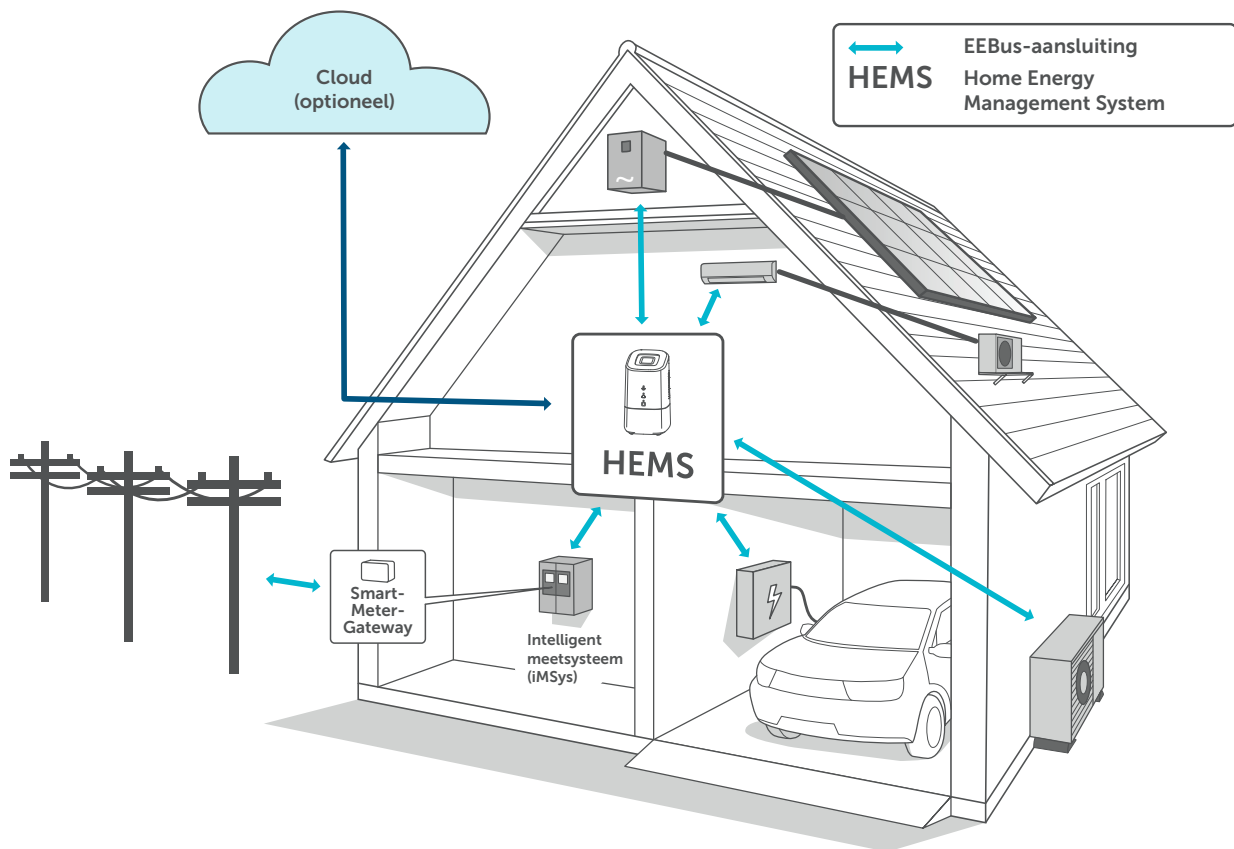 Cloud
(optioneel)
EEBus-aansluiting
HEMS
Home Energy
Management System
HEMS
Smart-
Meter-
Gateway
Intelligent
meetsysteem
(iMSys)